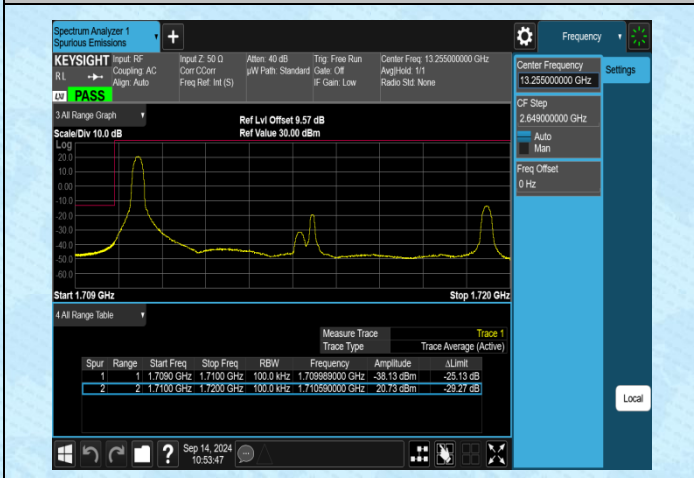 Spectrum Analyzer 1
Spurious Emissions
Frequency
KEYSIGHT Input: RF Input Z: 50 Ω Atten: 40 dB Trig: Free Run Center Freq: 13.255000000 GHz
RL Coupling: AC Corr CCorr µW Path: Standard Gate: Off Avg|Hold: 1/1
Align: Auto Freq Ref: Int (S) IF Gain: Low Radio Std: None
LXI PASS
Center Frequency
13.255000000 GHz
Settings
CF Step
2.649000000 GHz
Auto
Man
Freq Offset
0 Hz
3 All Range Graph
Ref Lvl Offset 9.57 dB
Scale/Div 10.0 dB Ref Value 30.00 dBm
Log
20.0
10.0
0.00
-10.0
-20.0
-30.0
-40.0
-50.0
-60.0
Start 1.709 GHz Stop 1.720 GHz
4 All Range Table
Measure Trace Trace 1
Trace Type Trace Average (Active)
Spur Range Start Freq Stop Freq RBW Frequency Amplitude ΔLimit
1 1 1.7090 GHz 1.7100 GHz 100.0 kHz 1.709989000 GHz -38.13 dBm -25.13 dB
2 2 1.7100 GHz 1.7200 GHz 100.0 kHz 1.710590000 GHz 20.73 dBm -29.27 dB
Local
Sep 14, 2024
10:53:47